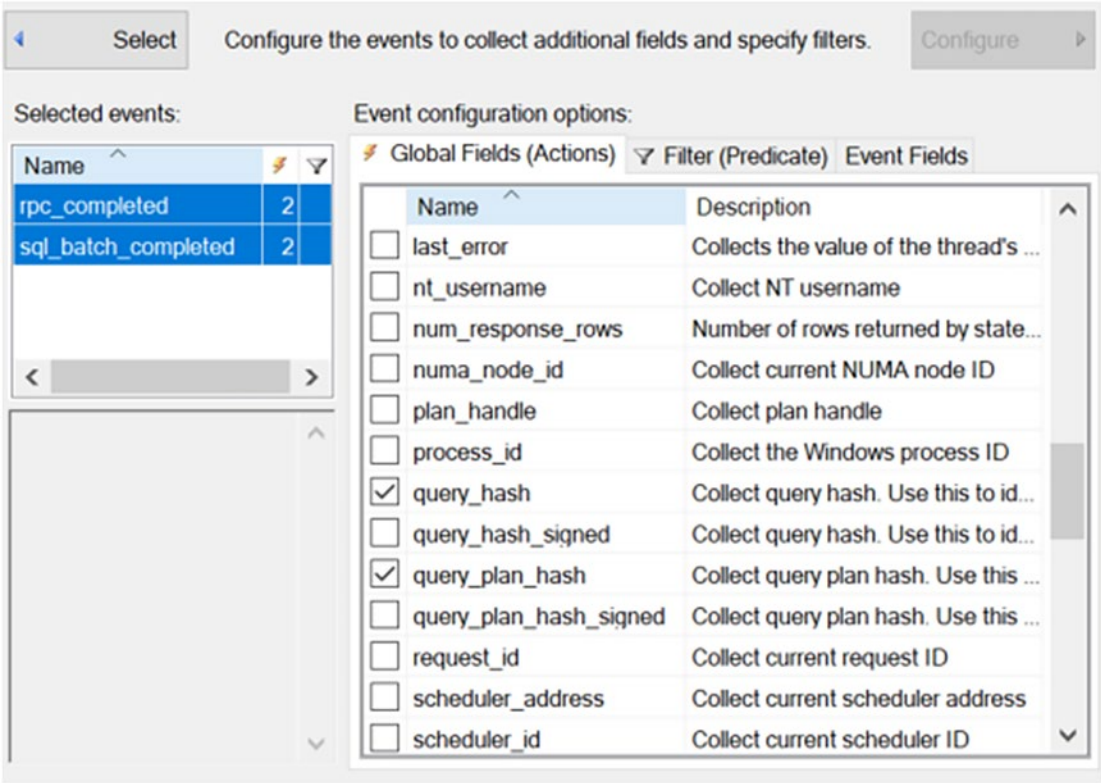 Select Configure the events to collect additional fields and specify filters. Configure
Selected events:
Name
rpc_completed 2
sql_batch_completed 2
Event configuration options:
Global Fields (Actions) Filter (Predicate) Event Fields
Name Description
last_error Collects the value of the thread's ...
nt_username Collect NT username
num_response_rows Number of rows returned by state...
numa_node_id Collect current NUMA node ID
plan_handle Collect plan handle
process_id Collect the Windows process ID
query_hash Collect query hash. Use this to id...
query_hash_signed Collect query hash. Use this to id...
query_plan_hash Collect query plan hash. Use this ...
query_plan_hash_signed Collect query plan hash. Use this ...
request_id Collect current request ID
scheduler_address Collect current scheduler address
scheduler_id Collect current scheduler ID